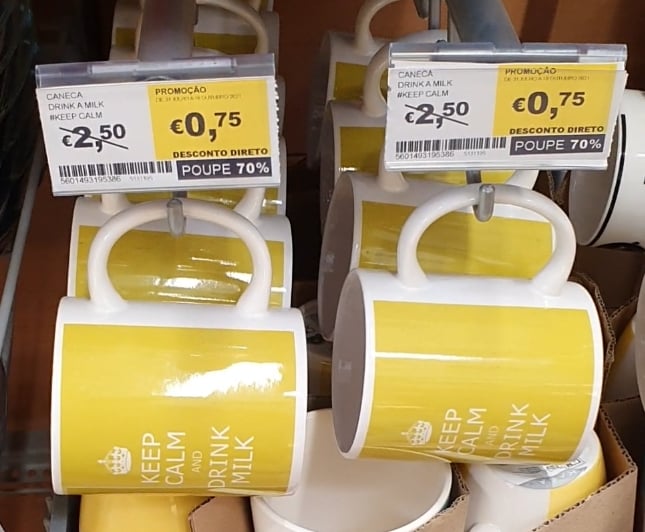 CANECA
DRINK A MILK
#KEEP CALM
€2,50
5601493195386
PROMOÇÃO
€0,75
DESCONTO DIRETO
POUPE 70%
CANECA
DRINK A MILK
#KEEP CALM
€2,50
PROMOÇÃO
€0,75
DESCONTO DIRETO
POUPE 70%
KEEP
CALM
AND
DRINK
MILK
KEEP
CALM
AND
DRINK
MILK